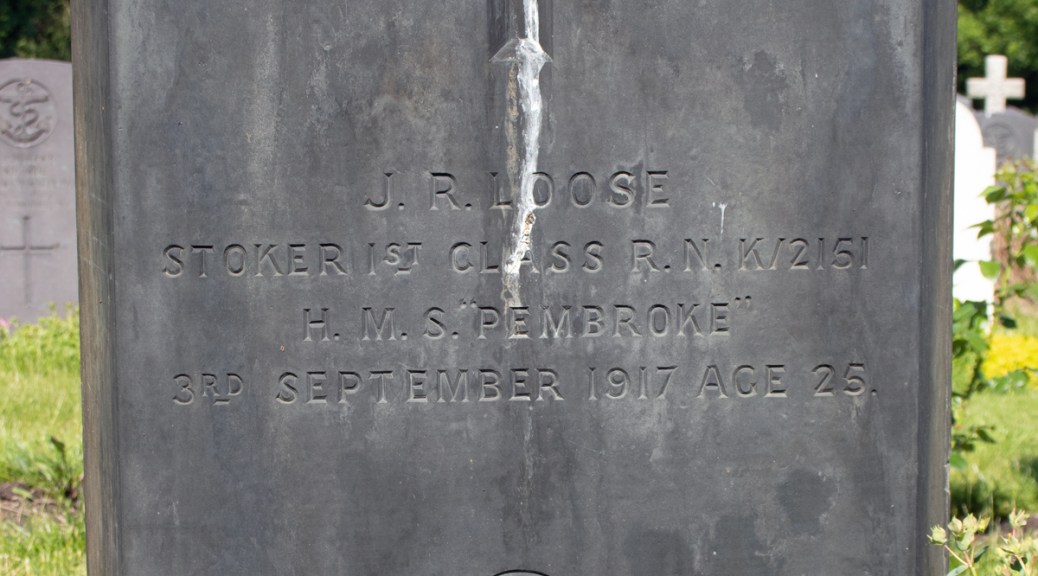 J. R. LOOSE
STOKER 1ST CLASS R. N. K/2151
H. M. S. "PEMBROKE"
3RD SEPTEMBER 1917 AGE 25.